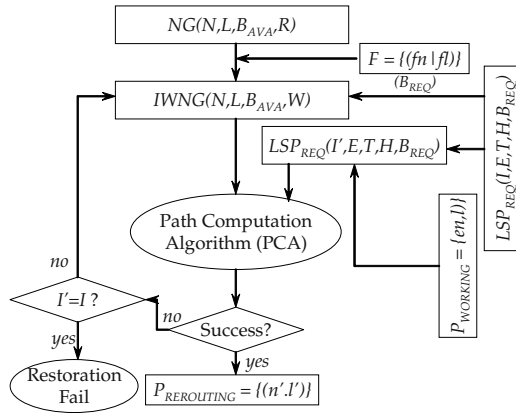 NG(N,L,B_AVA,R)
F = {(fn | fl)}
(B_REQ)
IWNG(N,L,B_AVA,W)
LSP_REQ(I',E,T,H,B_REQ)
LSP_REQ(I,E,T,H,B_REQ)
P_WORKING = {en,l)}
Path Computation
Algorithm (PCA)
no
I'=I ?
no
Success?
yes
yes
Restoration
Fail
P_REROUTING = {(n'.l')}